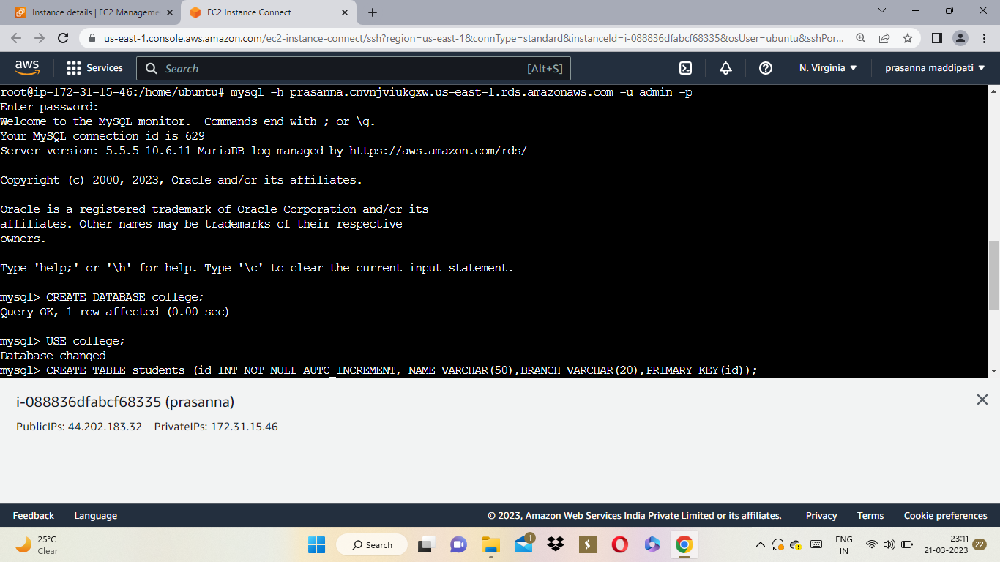 Instance details | EC2 Manageme
EC2 Instance Connect
us-east-1.console.aws.amazon.com/ec2-instance-connect/ssh?region=us-east-1&connType=standard&instanceId=i-088836dfabcf68335&osUser=ubuntu&sshPor...
aws
Services
Search
[Alt+S]
N. Virginia
prasanna maddipati
root@ip-172-31-15-46:/home/ubuntu# mysql -h prasanna.cnvnjviukgxw.us-east-1.rds.amazonaws.com -u admin -p
Enter password:
Welcome to the MySQL monitor.  Commands end with ; or \g.
Your MySQL connection id is 629
Server version: 5.5.5-10.6.11-MariaDB-log managed by https://aws.amazon.com/rds/
Copyright (c) 2000, 2023, Oracle and/or its affiliates.
Oracle is a registered trademark of Oracle Corporation and/or its
affiliates. Other names may be trademarks of their respective
owners.
Type 'help;' or '\h' for help. Type '\c' to clear the current input statement.
mysql> CREATE DATABASE college;
Query OK, 1 row affected (0.00 sec)
mysql> USE college;
Database changed
mysql> CREATE TABLE students (id INT NOT NULL AUTO_INCREMENT, NAME VARCHAR(50),BRANCH VARCHAR(20),PRIMARY KEY(id));
i-088836dfabcf68335 (prasanna)
PublicIPs: 44.202.183.32    PrivateIPs: 172.31.15.46
Feedback
Language
© 2023, Amazon Web Services India Private Limited or its affiliates.
Privacy
Terms
Cookie preferences
25°C
Clear
Search
1
ENG
IN
23:11
21-03-2023
22